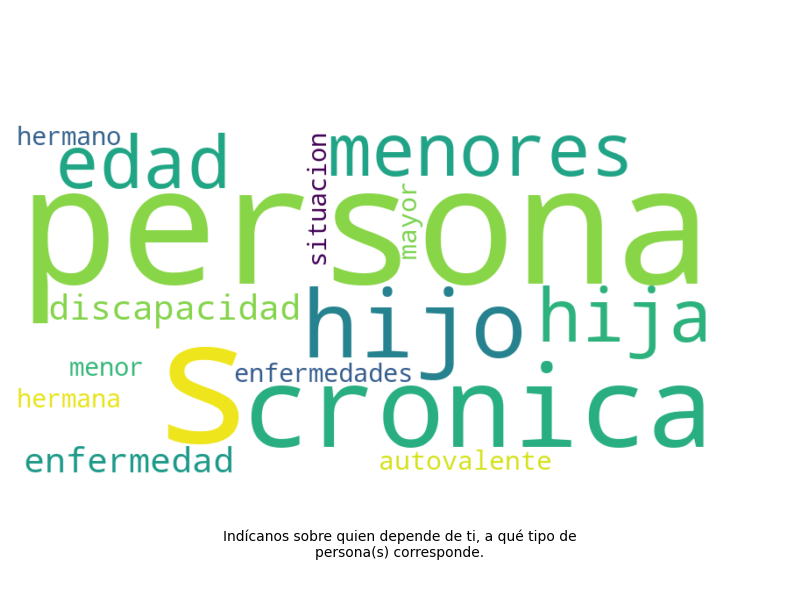 hermano
edad
situacion
menores
persona
mayor
discapacidad
hijo
hija
menor
s
enfermedades
hermana
cronica
enfermedad
autovalente
Indícanos sobre quien depende de ti, a qué tipo de
persona(s) corresponde.